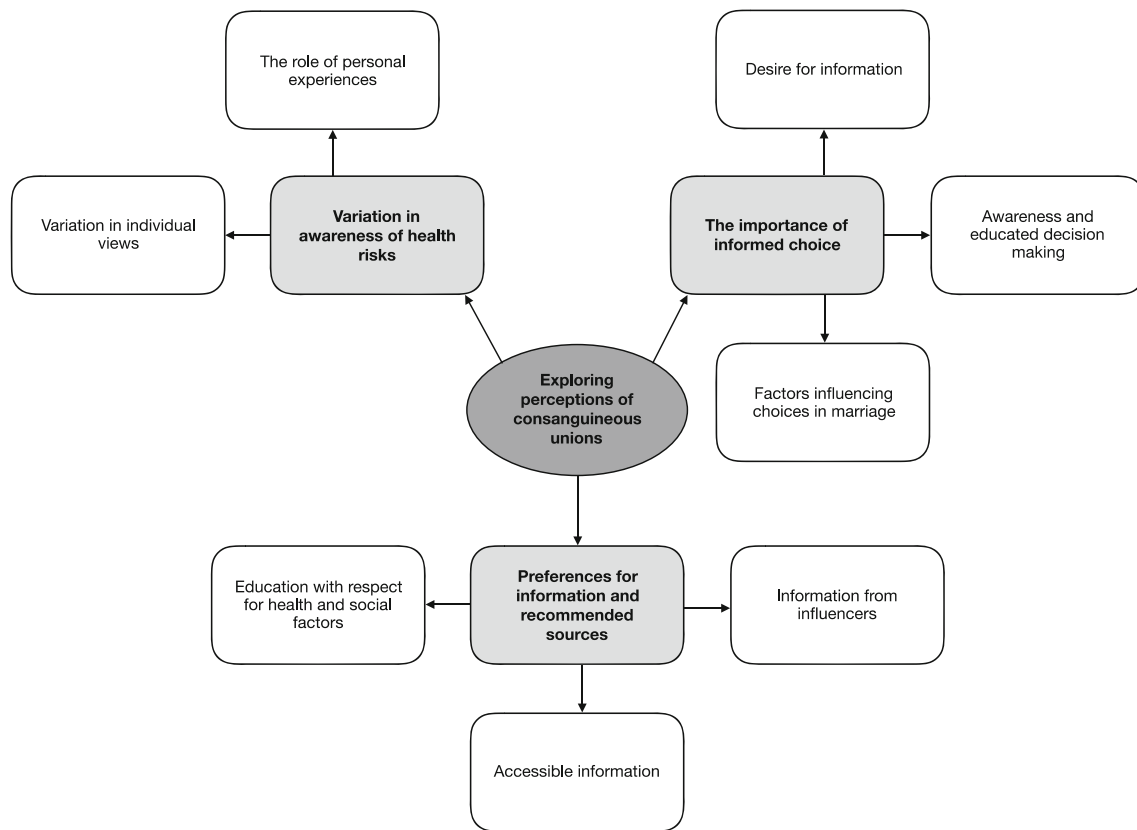 The role of personal
experiences
Desire for information
Variation in individual
views
Variation in
awareness of health
risks
The importance of
informed choice
Awareness and
educated decision
making
Exploring
perceptions of
consanguineous
unions
Factors influencing
choices in marriage
Education with respect
for health and social
factors
Preferences for
information and
recommended
sources
Information from
influencers
Accessible information